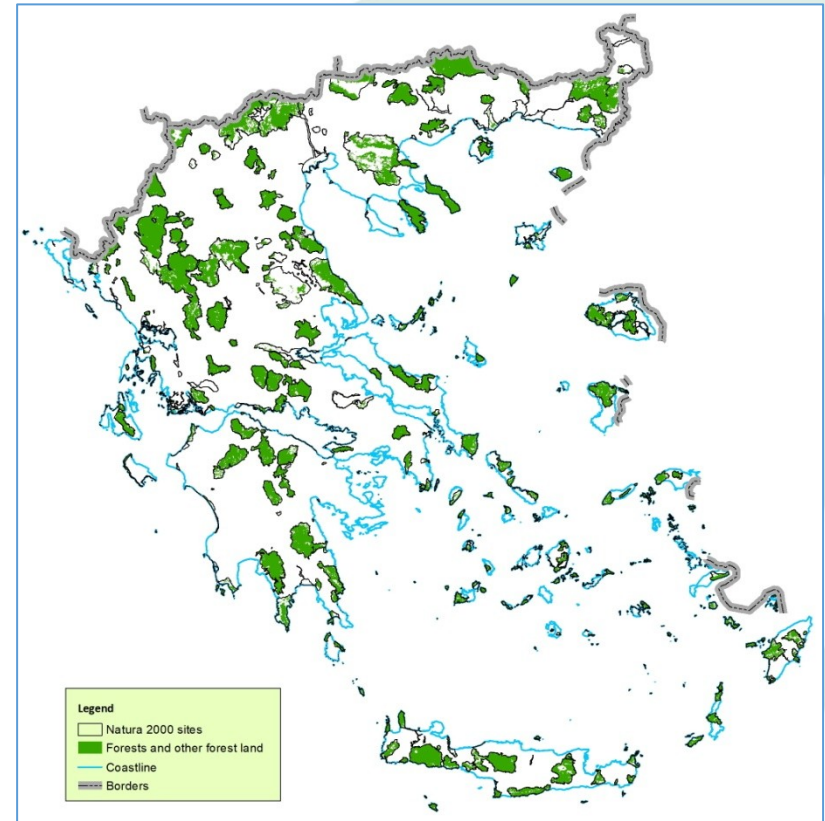 Legend
Natura 2000 sites
Forests and other forest land
Coastline
Borders